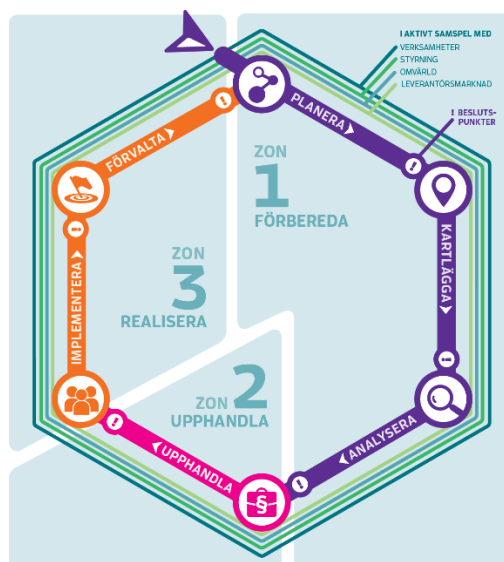 I AKTIVT SAMSPEL MED
VERKSAMHETER
STYRNING
OMVÄRLD
LEVERANTÖRSMARKNAD
! BESLUTS-
PUNKTER
PLANERA
!
KARTLÄGGA
!
ANALYSERA
!
§
UPPHANDLA
!
IMPLEMENTERA
!
FÖRVALTA
!
ZON
1
FÖRBEREDA
ZON
3
REALISERA
ZON 2
UPPHANDLA